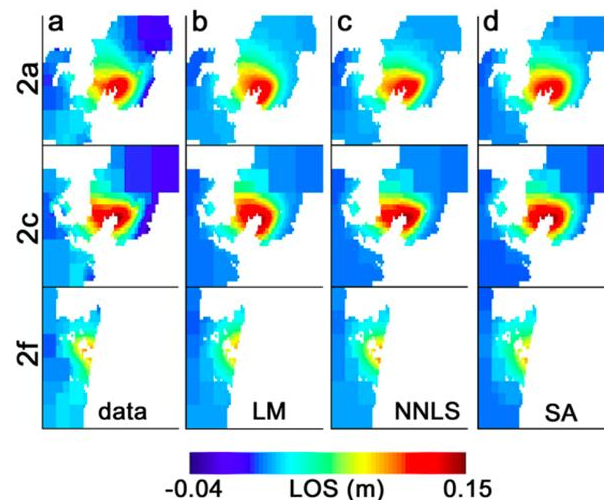 a b c d
2a
2c
2f
data LM NNLS SA
-0.04 LOS (m) 0.15